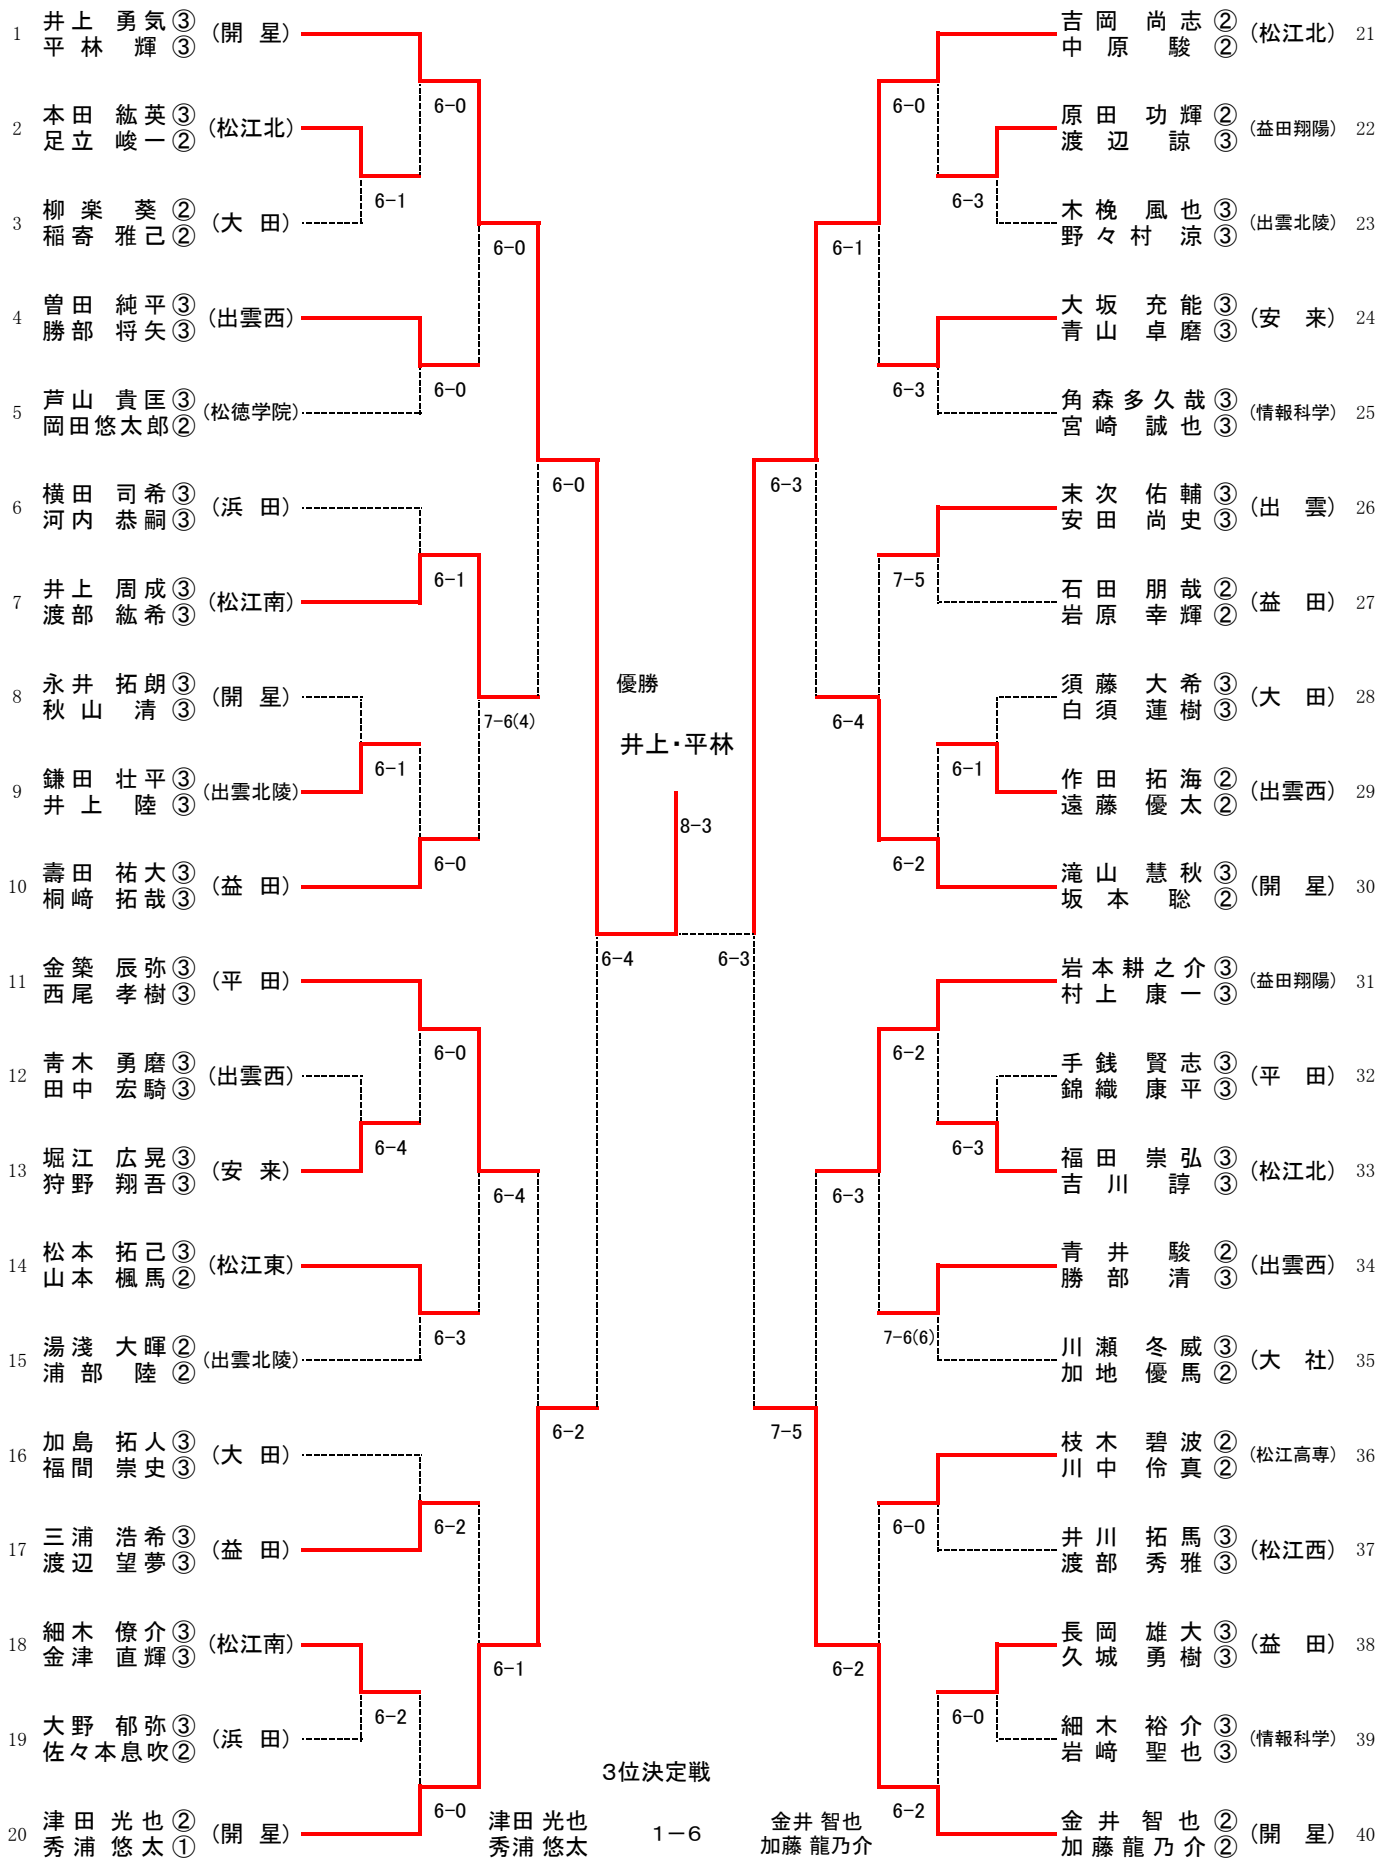 1 井上 勇気③ (開 星)
平林 輝③
6-0
2 本田 紘英③ (松江北)
足立 峻一②
6-1
3 柳楽 葵② (大 田)
稲寄 雅己②
6-0
4 曽田 純平③ (出雲西)
勝部 将矢③
6-0
5 芦山 貴匡③ (松徳学院)
岡田悠太郎②
6-0
6 横田 司希③ (浜 田)
河内 恭嗣③
6-1
7 井上 周成③ (松江南)
渡部 紘希③
8 永井 拓朗③ (開 星)
秋山 清③
7-6(4)
6-1
9 鎌田 壮平③ (出雲北陵)
井上 陸③
6-0
10 壽田 祐大③ (益 田)
桐﨑 拓哉③
6-4
11 金築 辰弥③ (平 田)
西尾 孝樹③
6-0
12 青木 勇磨③ (出雲西)
田中 宏騎③
6-4
13 堀江 広晃③ (安 来)
狩野 翔吾③
6-4
14 松本 拓己③ (松江東)
山本 楓馬②
6-3
15 湯淺 大暉② (出雲北陵)
浦部 陸②
6-2
16 加島 拓人③ (大 田)
福間 崇史③
6-2
17 三浦 浩希③ (益 田)
渡辺 望夢③
18 細木 僚介③ (松江南)
金津 直輝③
6-1
6-2
19 大野 郁弥③ (浜 田)
佐々本息吹②
6-0
20 津田 光也② (開 星)
秀浦 悠太①
優勝
井上・平林
8-3
吉岡 尚志② (松江北) 21
中原 駿②
6-0
原田 功輝② (益田翔陽) 22
渡辺 諒③
6-3
木梚 風也③ (出雲北陵) 23
野々村 涼③
6-1
大坂 充能③ (安 来) 24
青山 卓磨③
6-3
角森多久哉③ (情報科学) 25
宮崎 誠也③
6-3
末次 佑輔③ (出 雲) 26
安田 尚史③
7-5
石田 朋哉② (益 田) 27
岩原 幸輝②
須藤 大希③ (大 田) 28
白須 蓮樹③
6-4
6-1
作田 拓海② (出雲西) 29
遠藤 優太②
6-2
滝山 慧秋③ (開 星) 30
坂本 聡②
6-3
岩本耕之介③ (益田翔陽) 31
村上 康一③
6-2
手銭 賢志③ (平 田) 32
錦織 康平③
6-3
福田 崇弘③ (松江北) 33
吉川 諄③
6-3
青井 駿② (出雲西) 34
勝部 清③
7-6(6)
川瀬 冬威③ (大 社) 35
加地 優馬②
7-5
枝木 碧波② (松江高専) 36
川中 伶真②
6-0
井川 拓馬③ (松江西) 37
渡部 秀雅③
長岡 雄大③ (益 田) 38
久城 勇樹③
6-2
6-0
細木 裕介③ (情報科学) 39
岩﨑 聖也③
6-2
金井 智也② (開 星) 40
加藤龍乃介②
3位決定戦
津田 光也 1-6 金井 智也
秀浦 悠太 加藤 龍乃介